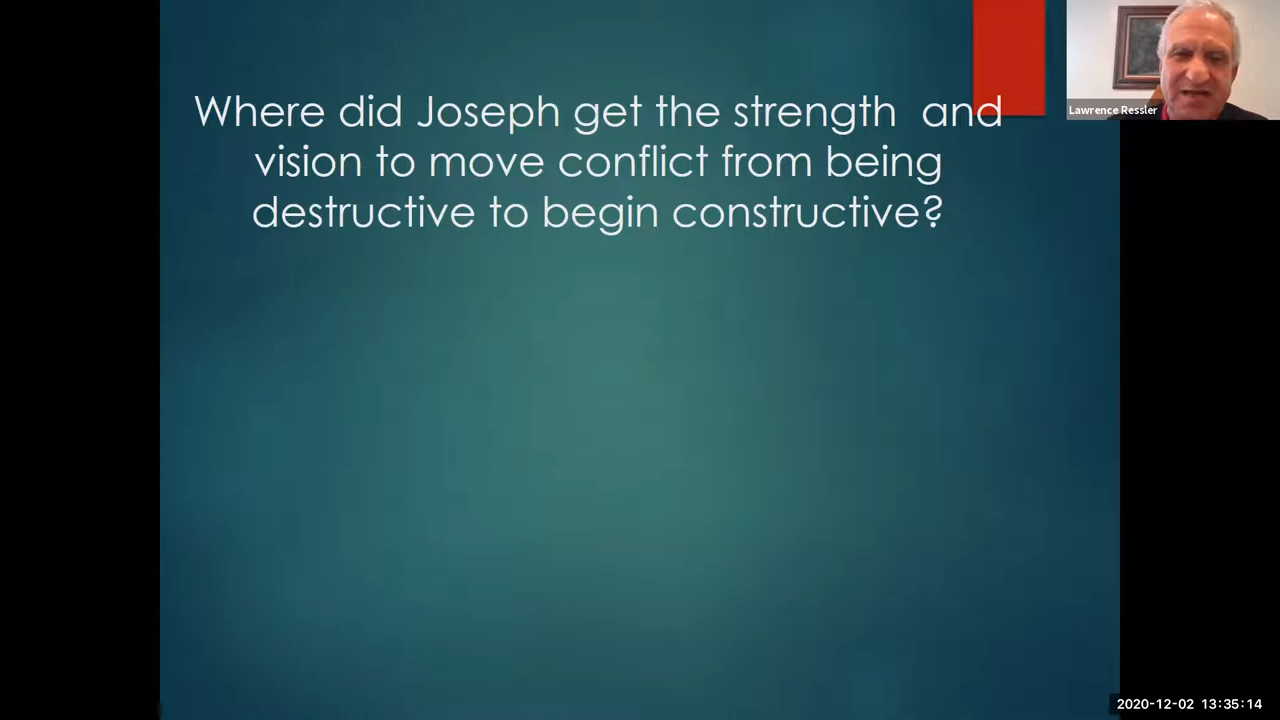 Where did Joseph get the strength  and
vision to move conflict from being
destructive to begin constructive?
Lawrence Ressler
2020-12-02 13:35:14